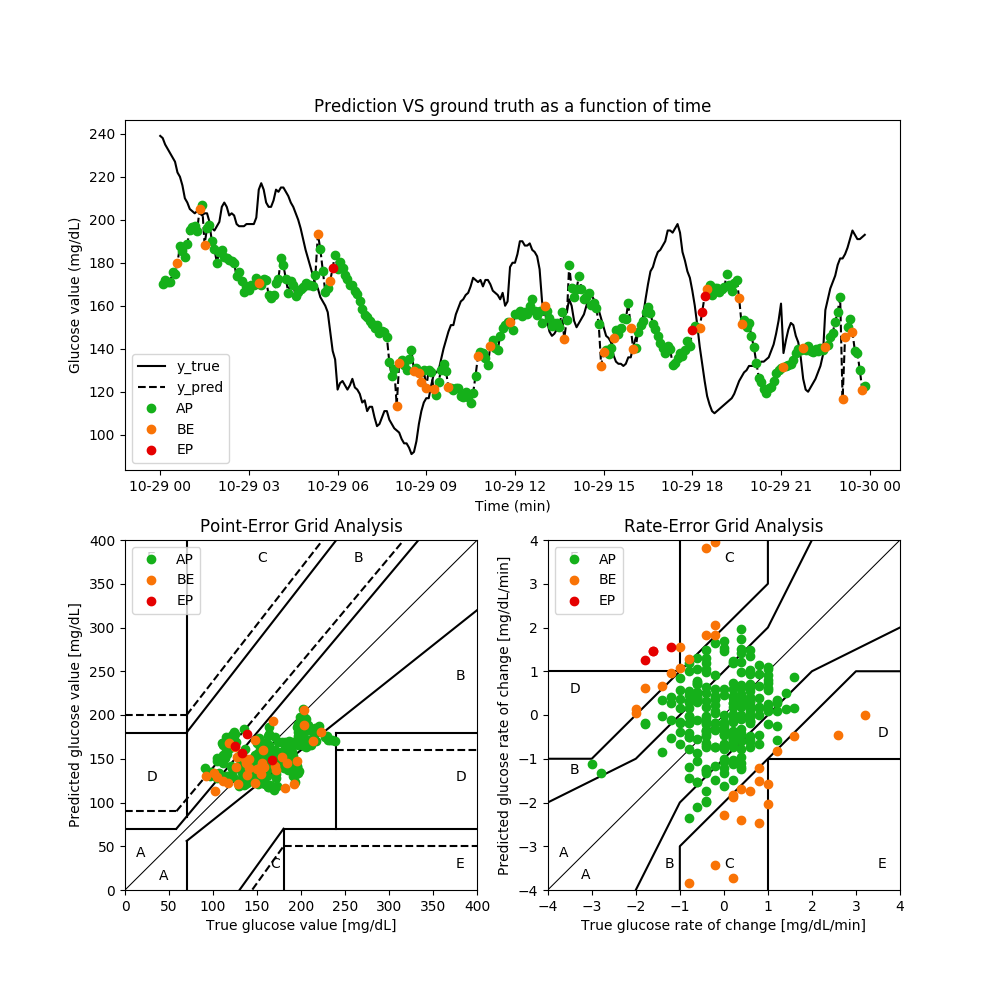 Prediction VS ground truth as a function of time
Glucose value (mg/dL)
240
220
200
180
160
140
120
100
y_true
y_pred
AP
BE
EP
10-29 00 10-29 03 10-29 06 10-29 09 10-29 12 10-29 15 10-29 18 10-29 21 10-30 00
Time (min)
Point-Error Grid Analysis
Predicted glucose value [mg/dl]
400
350
300
250
200
150
100
50
0
AP
BE
EP
C B
B
D D
A
A
C E
0 50 100 150 200 250 300 350 400
True glucose value [mg/dL]
Rate-Error Grid Analysis
Predicted glucose rate of change [mg/dL/min]
4
3
2
1
0
−1
−2
−3
−4
AP
BE
EP
C
D
D
B
A
A
B C E
−4 −3 −2 −1 0 1 2 3 4
True glucose rate of change [mg/dL/min]